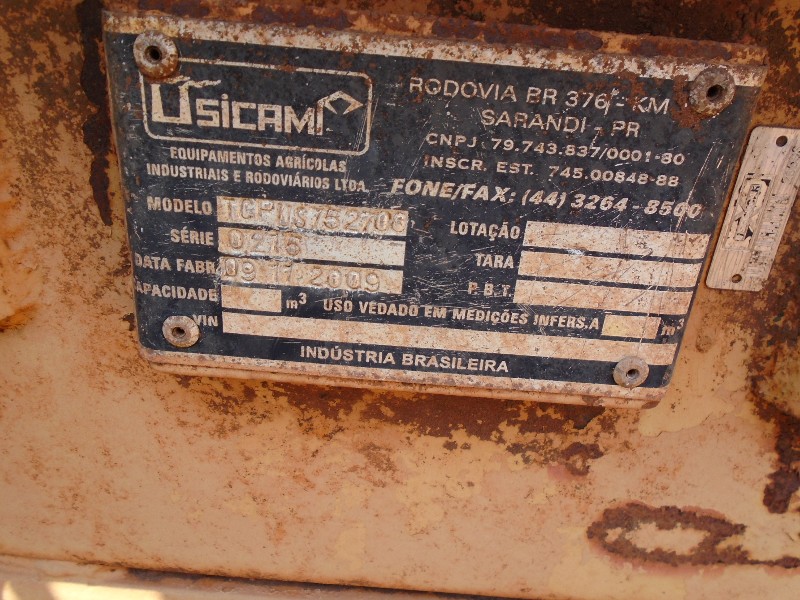 USICAMP
EQUIPAMENTOS AGRÍCOLAS
INDUSTRIAIS E RODOVIÁRIOS LTDA.
RODOVIA BR 376 - KM
SARANDI - PR
CNPJ. 79.743.837/0001-80
INSCR. EST. 745.00848-88
FONE/FAX: (44) 3264-8500
MODELO
SÉRIE 0216
DATA FABR 09 11 2009
CAPACIDADE m³
LOTAÇÃO
TARA
P.B.T.
USO VEDADO EM MEDIÇÕES INFERS. A m³
VIN
INDÚSTRIA BRASILEIRA